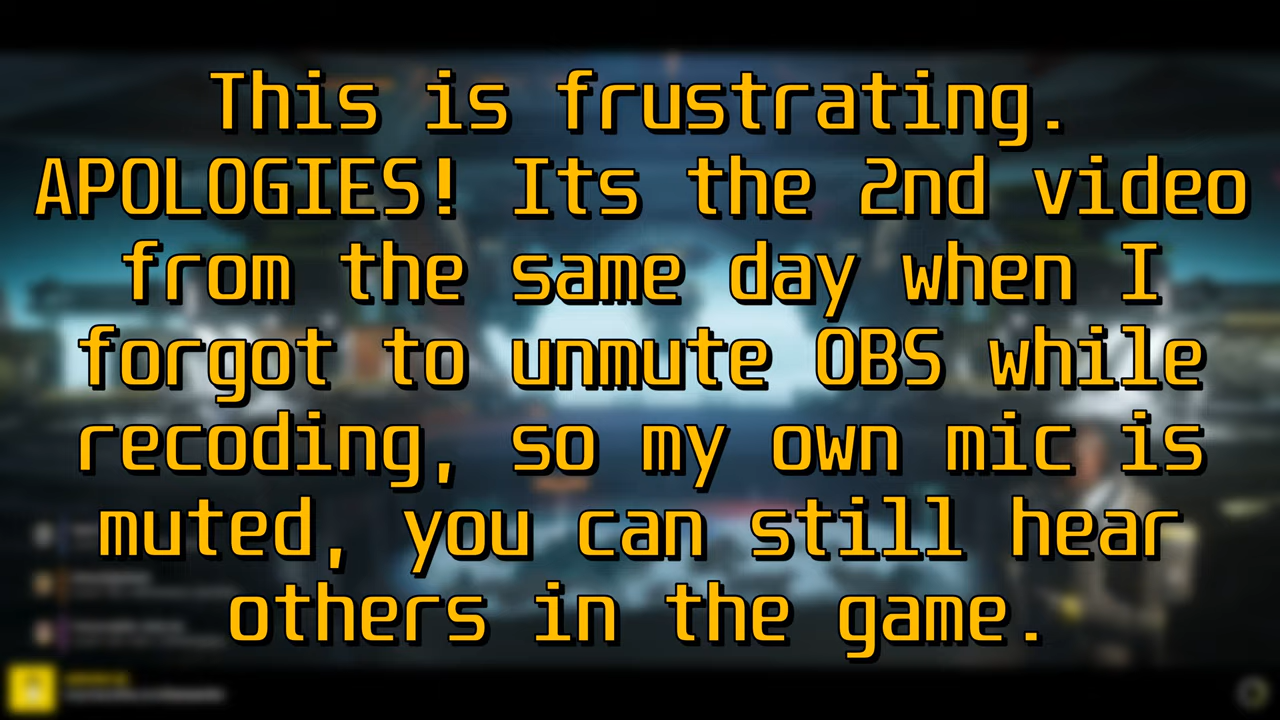 This is frustrating.
APOLOGIES! Its the 2nd video
from the same day when I
forgot to unmute OBS while
recoding, so my own mic is
muted, you can still hear
others in the game.